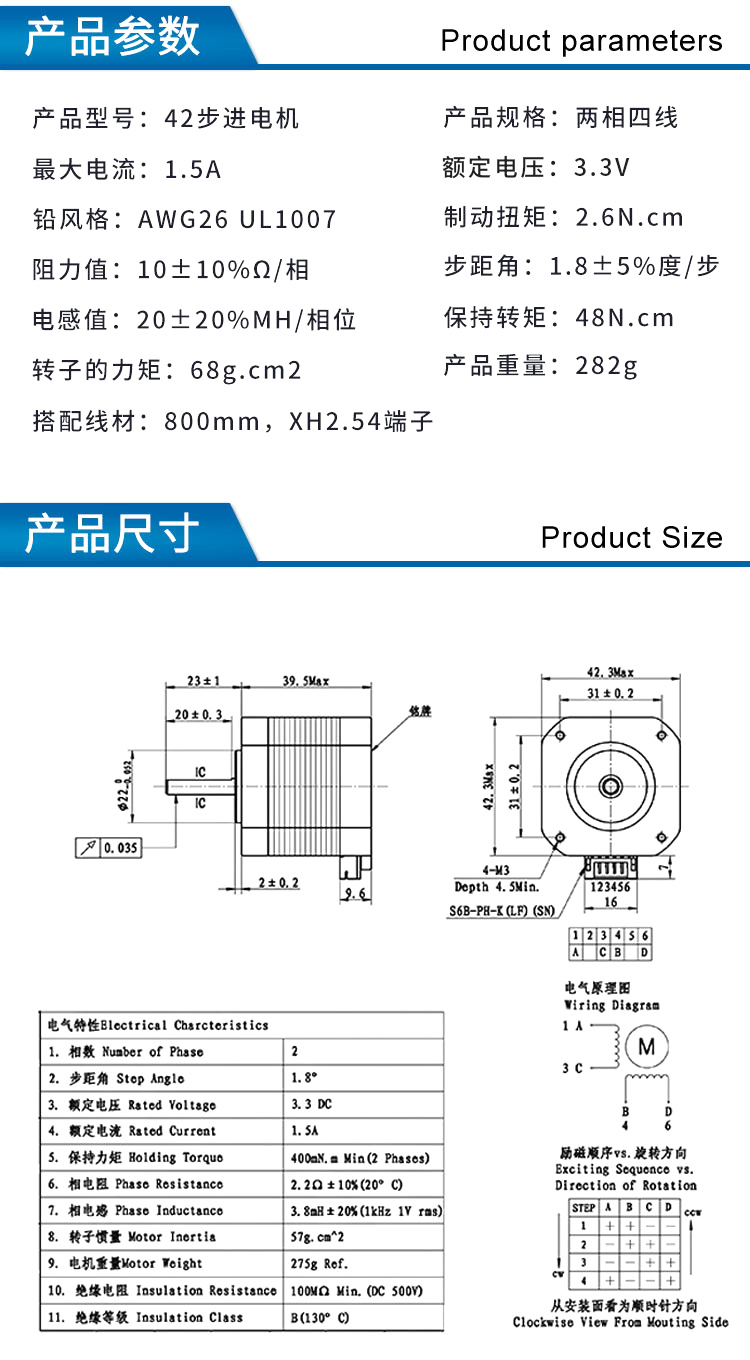 产品参数
Product parameters
产品型号：42步进电机
产品规格：两相四线
最大电流：1.5A
额定电压：3.3V
铅风格：AWG26 UL1007
制动扭矩：2.6N.cm
阻力值：10±10%Ω/相
步距角：1.8±5%度/步
电感值：20±20%MH/相位
保持转矩：48N.cm
转子的力矩：68g.cm2
产品重量：282g
搭配线材：800mm，XH2.54端子
产品尺寸
Product Size
23±1
39.5Max
20±0.3
铭牌
IC
IC
Φ22 0 -0.052
0.035
2±0.2
9.6
42.3Max
31±0.2
42.3Max
31±0.2
4-M3
Depth 4.5Min.
S6B-PH-K(LF)(SN)
7
123456
16
1 2 3 4 5 6
A C B D
电气原理图
Wiring Diagram
1 A
M
3 C
B D
4 6
励磁顺序vs.旋转方向
Exciting Sequence vs.
Direction of Rotation
STEP A B C D
CCW
1 + + - -
2 - + + -
3 - - + +
CW
4 + - - +
从安装面看为顺时针方向
Clockwise View From Mouting Side
电气特性Electrical Charcteristics
1. 相数 Number of Phase 2
2. 步距角 Step Angle 1.8°
3. 额定电压 Rated Voltage 3.3 DC
4. 额定电流 Rated Current 1.5A
5. 保持力矩 Holding Torque 400mN.m Min(2 Phases)
6. 相电阻 Phase Resistance 2.2Ω±10%(20° C)
7. 相电感 Phase Inductance 3.8mH±20%(1kHz 1V rms)
8. 转子惯量 Motor Inertia 57g.cm^2
9. 电机重量Motor Weight 275g Ref.
10. 绝缘电阻 Insulation Resistance 100MΩ Min.(DC 500V)
11. 绝缘等级 Insulation Class B(130° C)